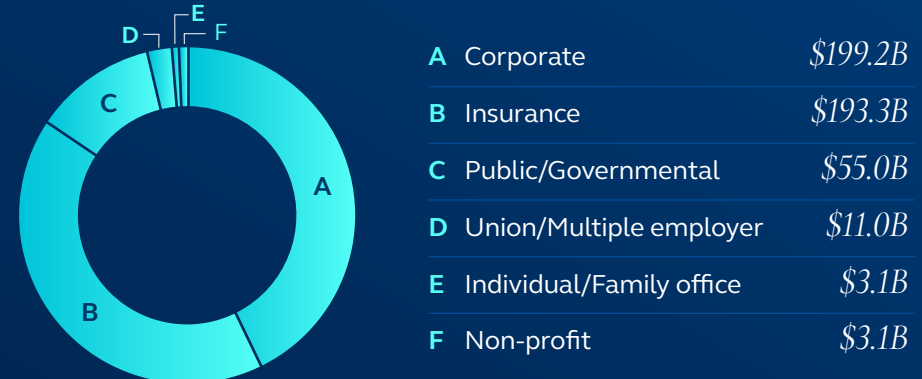 E
D
F
C
A
B
A Corporate $199.2B
B Insurance $193.3B
C Public/Governmental $55.0B
D Union/Multiple employer $11.0B
E Individual/Family office $3.1B
F Non-profit $3.1B